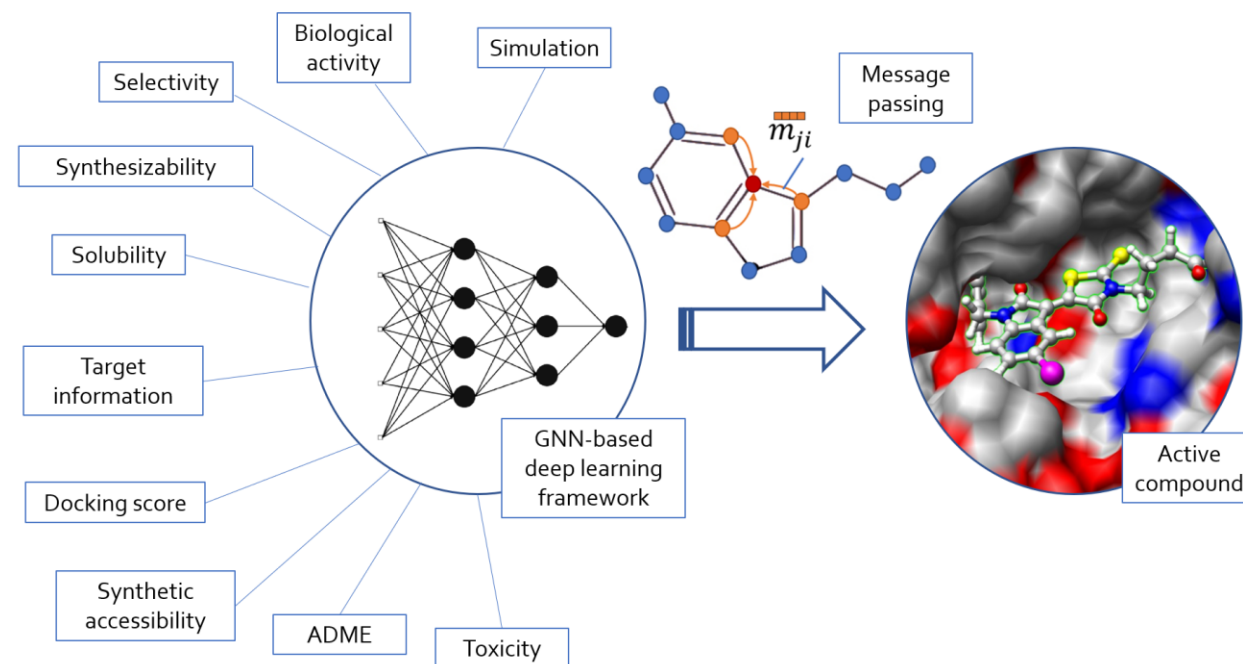 Biological
activity
Simulation
Selectivity
Message
passing
m_{ji}
Synthesizability
Solubility
Target
information
GNN-based
deep learning
framework
Active
compound
Docking score
Synthetic
accessibility
ADME
Toxicity